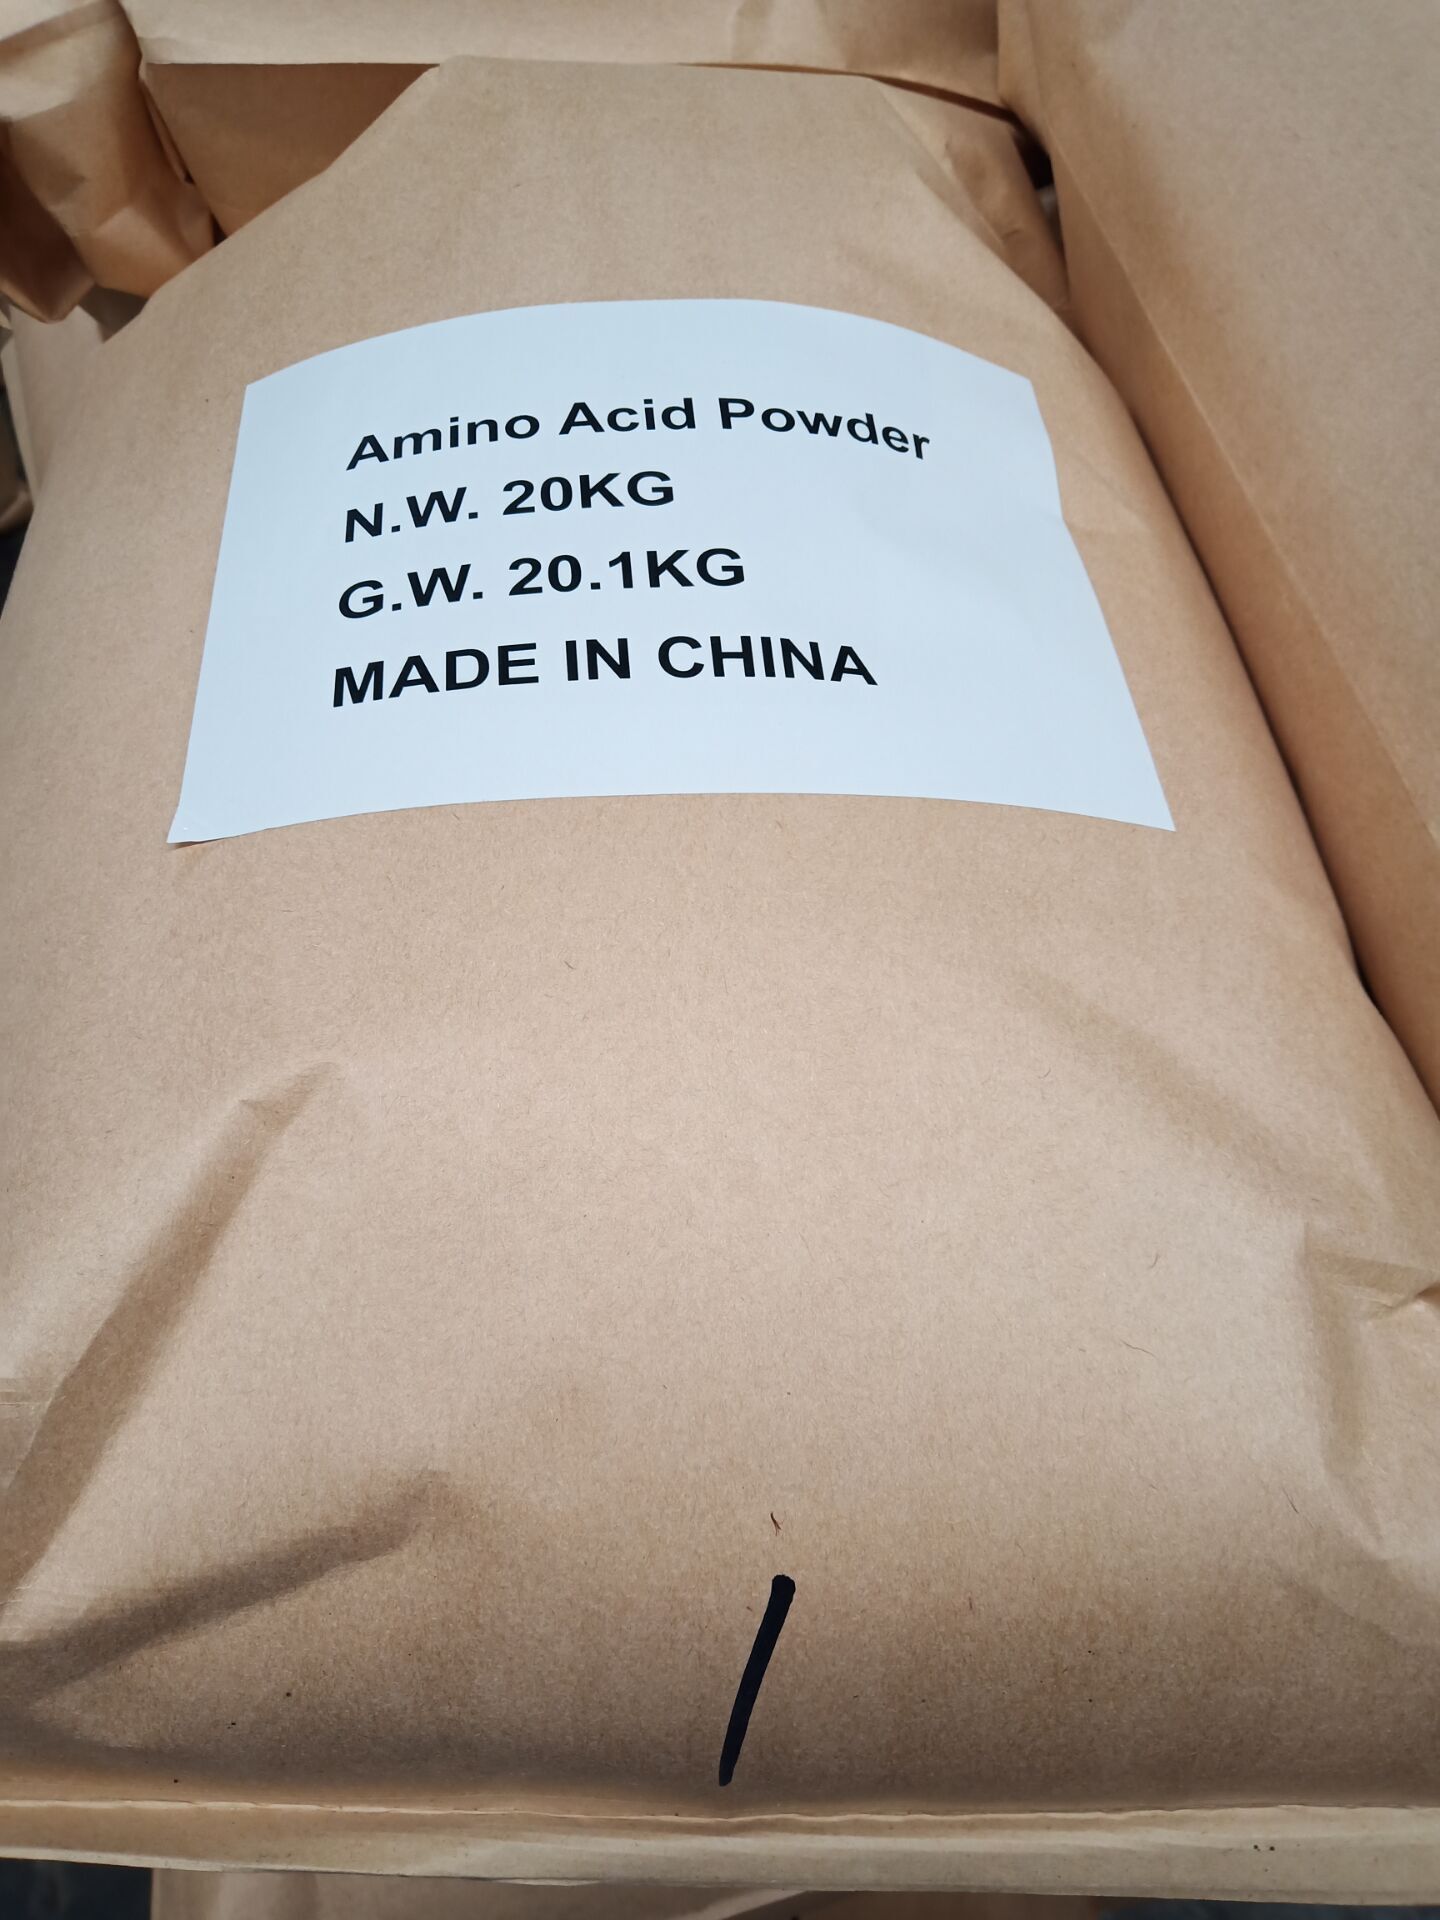 Amino Acid Powder
N.W. 20KG
G.W. 20.1KG
MADE IN CHINA